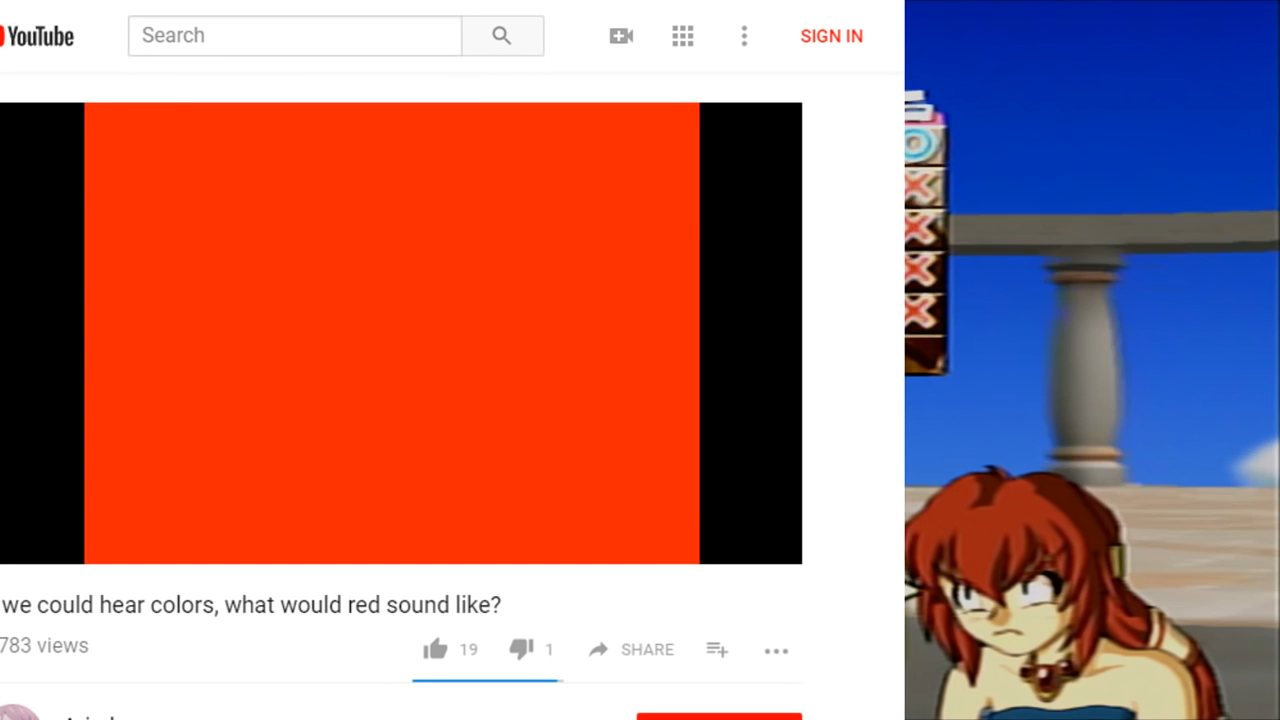 YouTube
Search
SIGN IN
we could hear colors, what would red sound like?
783 views
19
1
SHARE